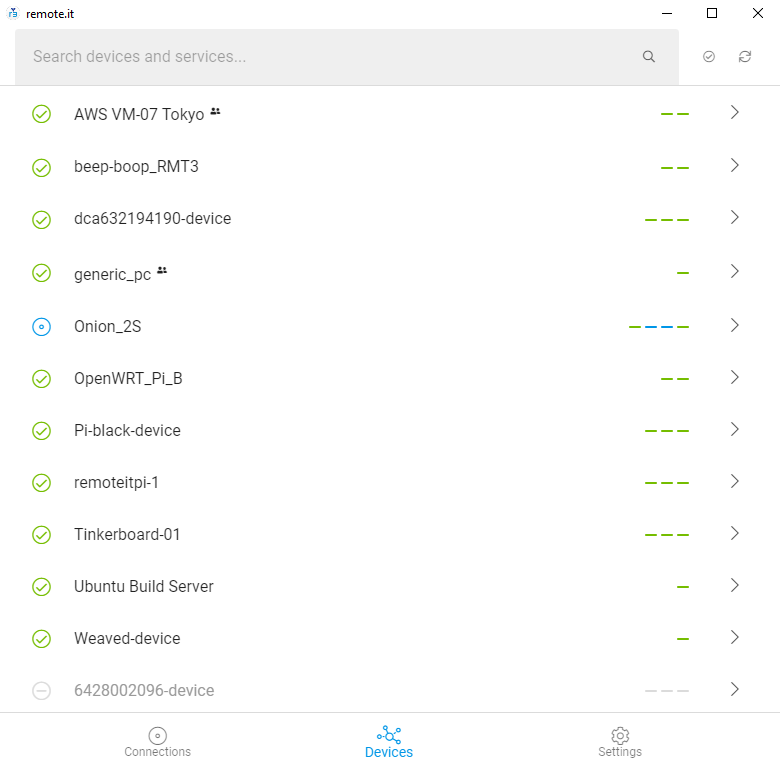 remote.it
Search devices and services...
AWS VM-07 Tokyo
beep-boop_RMT3
dca632194190-device
generic_pc
Onion_2S
OpenWRT_Pi_B
Pi-black-device
remoteitpi-1
Tinkerboard-01
Ubuntu Build Server
Weaved-device
6428002096-device
Connections
Devices
Settings